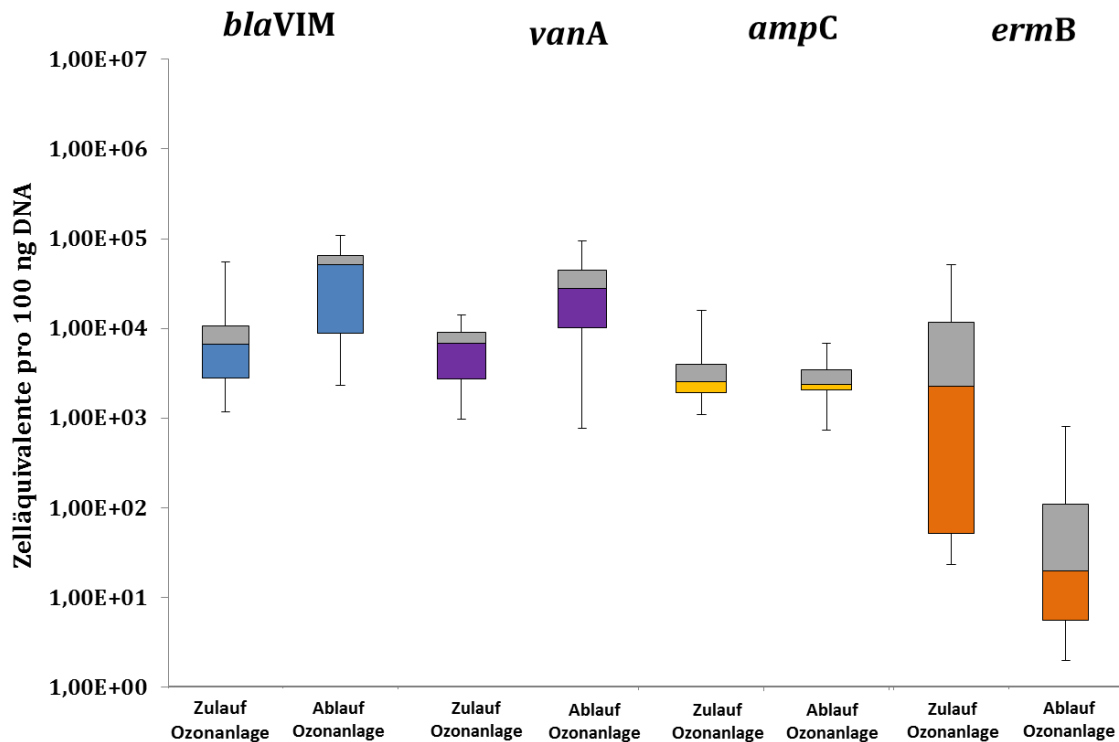 blaVIM vanA ampC ermB
1,00E+07
1,00E+06
1,00E+05
1,00E+04
1,00E+03
1,00E+02
1,00E+01
1,00E+00
Zelläquivalente pro 100 ng DNA
Zulauf Ablauf Zulauf Ablauf Zulauf Ablauf Zulauf Ablauf
Ozonanlage Ozonanlage Ozonanlage Ozonanlage Ozonanlage Ozonanlage Ozonanlage Ozonanlage